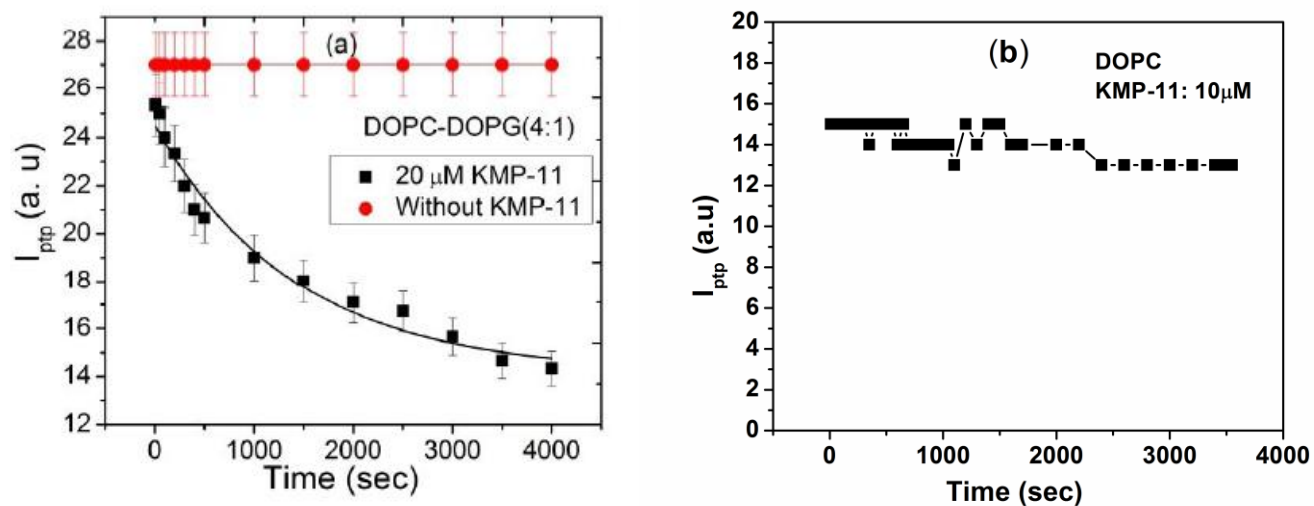 28
26
24
22
20
18
16
14
12
I_ptp (a. u)
(a)
DOPC-DOPG(4:1)
20 μM KMP-11
Without KMP-11
0 1000 2000 3000 4000
Time (sec)
20
18
16
14
12
10
8
6
4
2
0
I_ptp (a.u)
(b)
DOPC
KMP-11: 10μM
0 1000 2000 3000 4000
Time (sec)